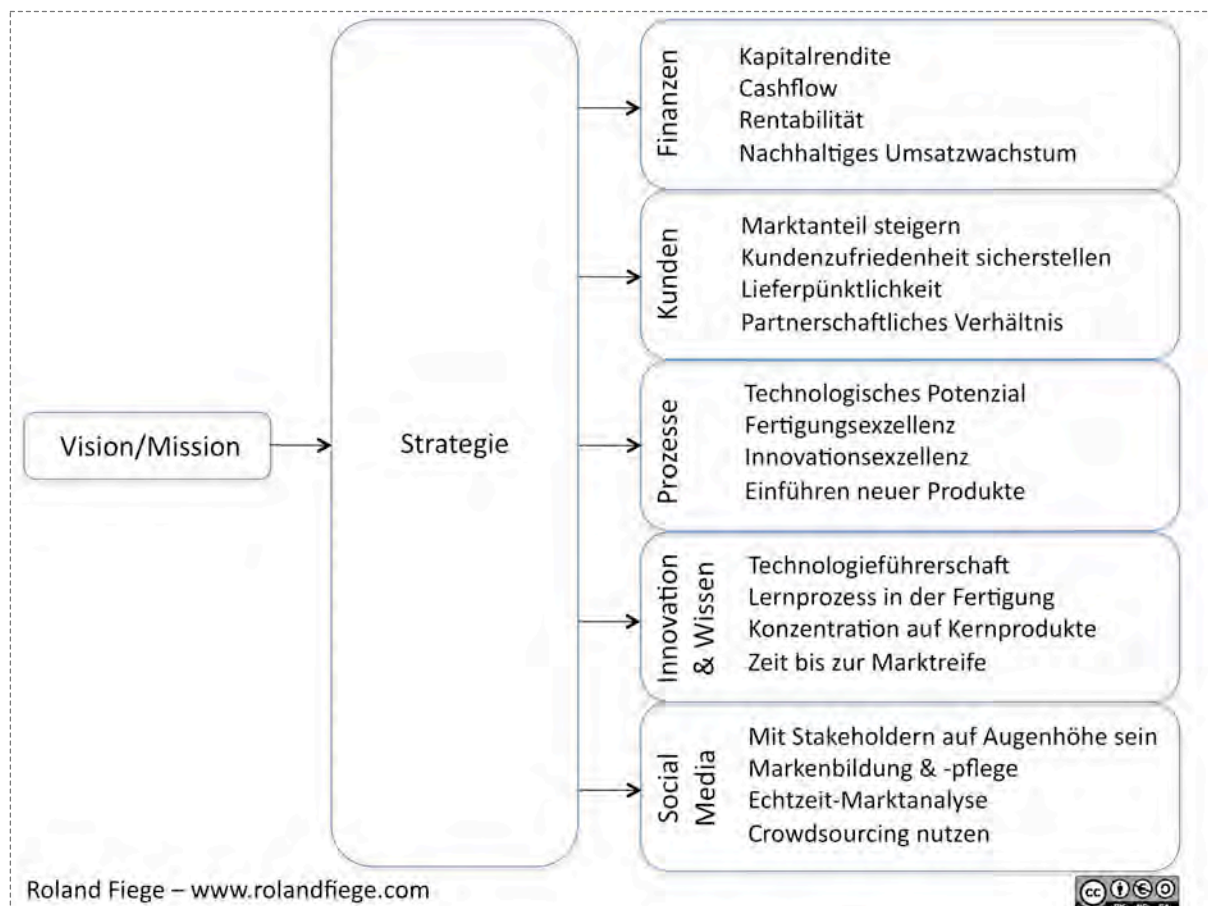 Vision/Mission
Strategie
Finanzen
Kapitalrendite
Cashflow
Rentabilität
Nachhaltiges Umsatzwachstum
Kunden
Marktanteil steigern
Kundenzufriedenheit sicherstellen
Lieferpünktlichkeit
Partnerschaftliches Verhältnis
Prozesse
Technologisches Potenzial
Fertigungsexzellenz
Innovationsexzellenz
Einführen neuer Produkte
Innovation
& Wissen
Technologieführerschaft
Lernprozess in der Fertigung
Konzentration auf Kernprodukte
Zeit bis zur Marktreife
Social
Media
Mit Stakeholdern auf Augenhöhe sein
Markenbildung & -pflege
Echtzeit-Marktanalyse
Crowdsourcing nutzen
Roland Fiege – www.rolandfiege.com
cc